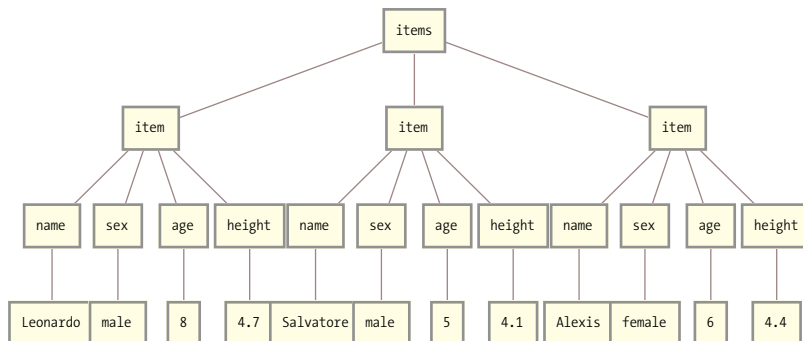 items
item item item
name sex age height name sex age height name sex age height
Leonardo male 8 4.7 Salvatore male 5 4.1 Alexis female 6 4.4